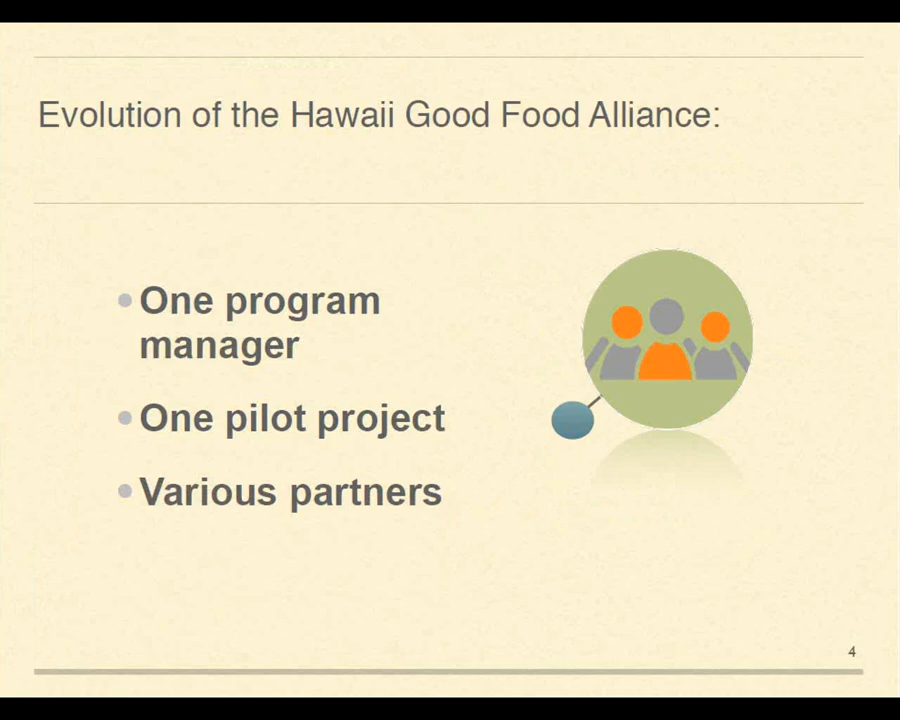 Evolution of the Hawaii Good Food Alliance:
One program
manager
One pilot project
Various partners
4